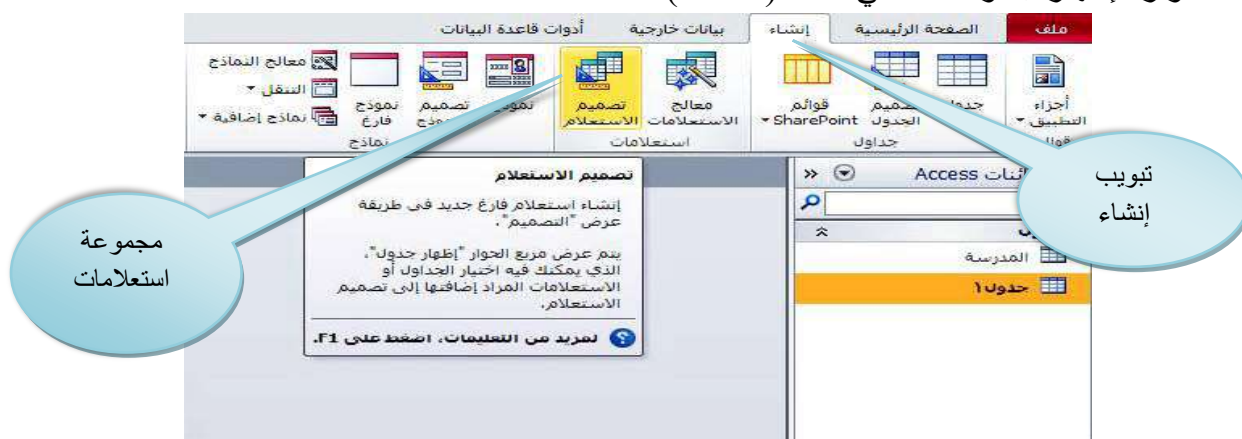 ملف
الصفحة الرئيسية
إنشاء
بيانات خارجية
أدوات قاعدة البيانات
أجزاء
التطبيق
جدول
تصميم
الجدول
قوائم
SharePoint
جداول
معالج
الاستعلامات
تصميم
الاستعلام
استعلامات
نموذج
تصميم
نموذج
فارغ
معالج النماذج
التنقل
نماذج إضافية
نماذج
تبويب
إنشاء
مجموعة
استعلامات
تصميم الاستعلام
إنشاء استعلام فارغ جديد في طريقة
عرض "التصميم".
يتم عرض مربع الحوار "إظهار جدول"،
الذي يمكنك فيه اختيار الجداول أو
الاستعلامات المراد إضافتها إلى تصميم
الاستعلام.
لمزيد من التعليمات، اضغط على F1.
Access
المدرسة
جدول١